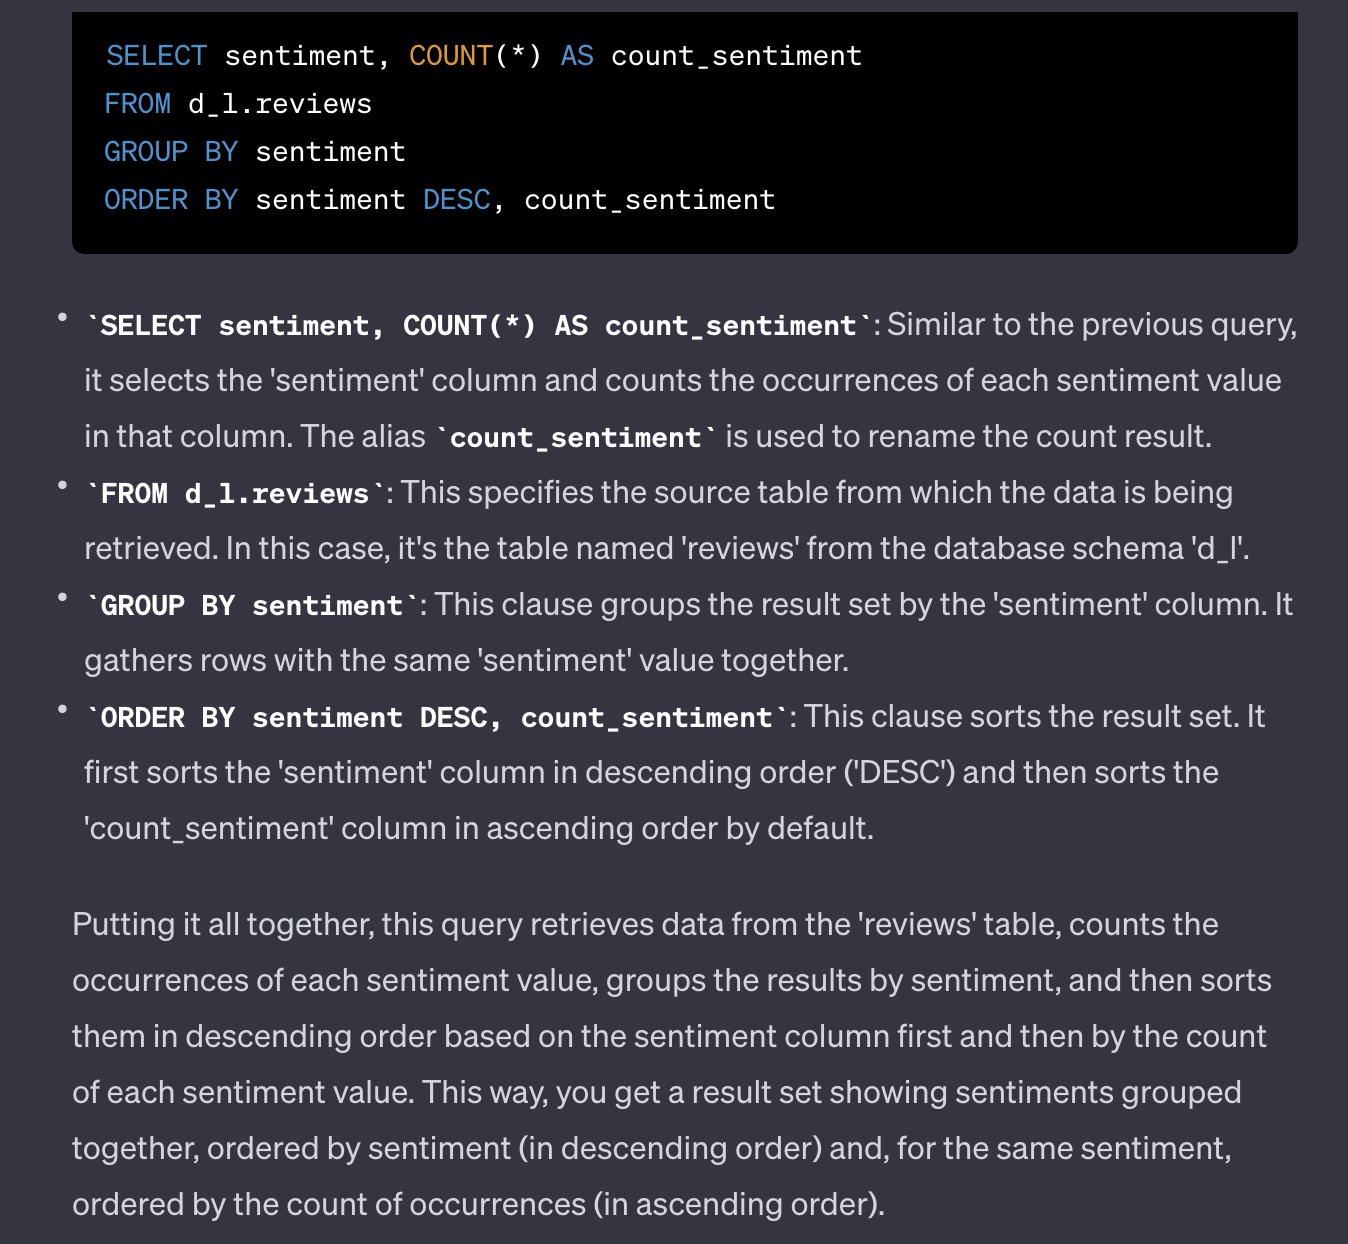 SELECT sentiment, COUNT(*) AS count_sentiment
FROM d_l.reviews
GROUP BY sentiment
ORDER BY sentiment DESC, count_sentiment
• `SELECT sentiment, COUNT(*) AS count_sentiment`: Similar to the previous query,
it selects the 'sentiment' column and counts the occurrences of each sentiment value
in that column. The alias `count_sentiment` is used to rename the count result.
• `FROM d_l.reviews`: This specifies the source table from which the data is being
retrieved. In this case, it's the table named 'reviews' from the database schema 'd_l'.
• `GROUP BY sentiment`: This clause groups the result set by the 'sentiment' column. It
gathers rows with the same 'sentiment' value together.
• `ORDER BY sentiment DESC, count_sentiment`: This clause sorts the result set. It
first sorts the 'sentiment' column in descending order ('DESC') and then sorts the
'count_sentiment' column in ascending order by default.
Putting it all together, this query retrieves data from the 'reviews' table, counts the
occurrences of each sentiment value, groups the results by sentiment, and then sorts
them in descending order based on the sentiment column first and then by the count
of each sentiment value. This way, you get a result set showing sentiments grouped
together, ordered by sentiment (in descending order) and, for the same sentiment,
ordered by the count of occurrences (in ascending order).